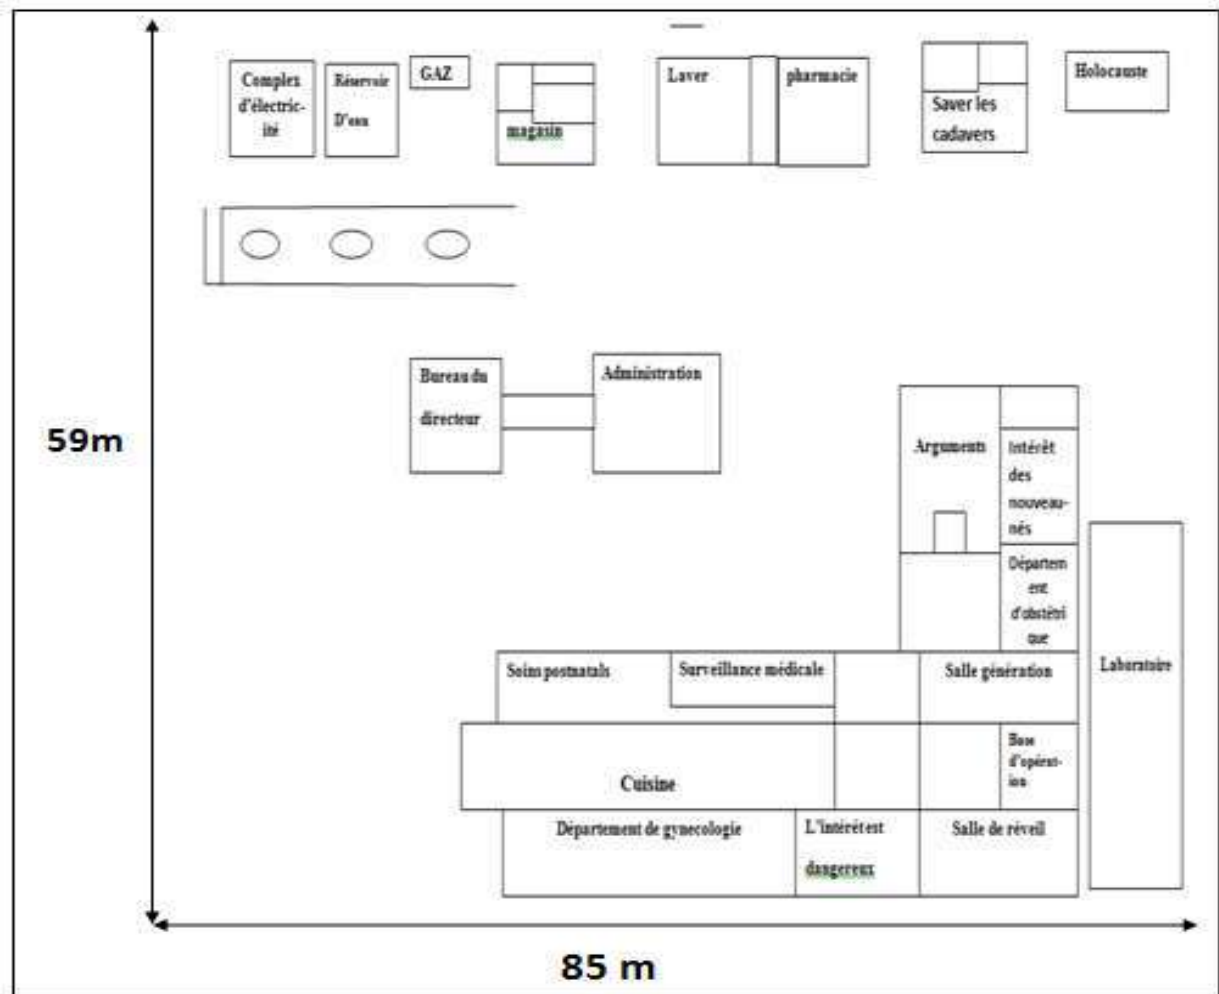 Complex
d'électric-
ité
Réservoir
D'eau
GAZ
magasin
Laver
pharmacie
Saver les
cadavers
Holocauste
Bureau du
directeur
Administration
59m
Arguments
Intérêt
des
nouveau-
nés
Départem
ent
d'obstétri
que
Laboratoire
Soins postnatals
Surveillance médicale
Salle génération
Cuisine
Base
d'opérat-
ion
Département de gynecologie
L'intérêt est
dangereux
Salle de réveil
85 m